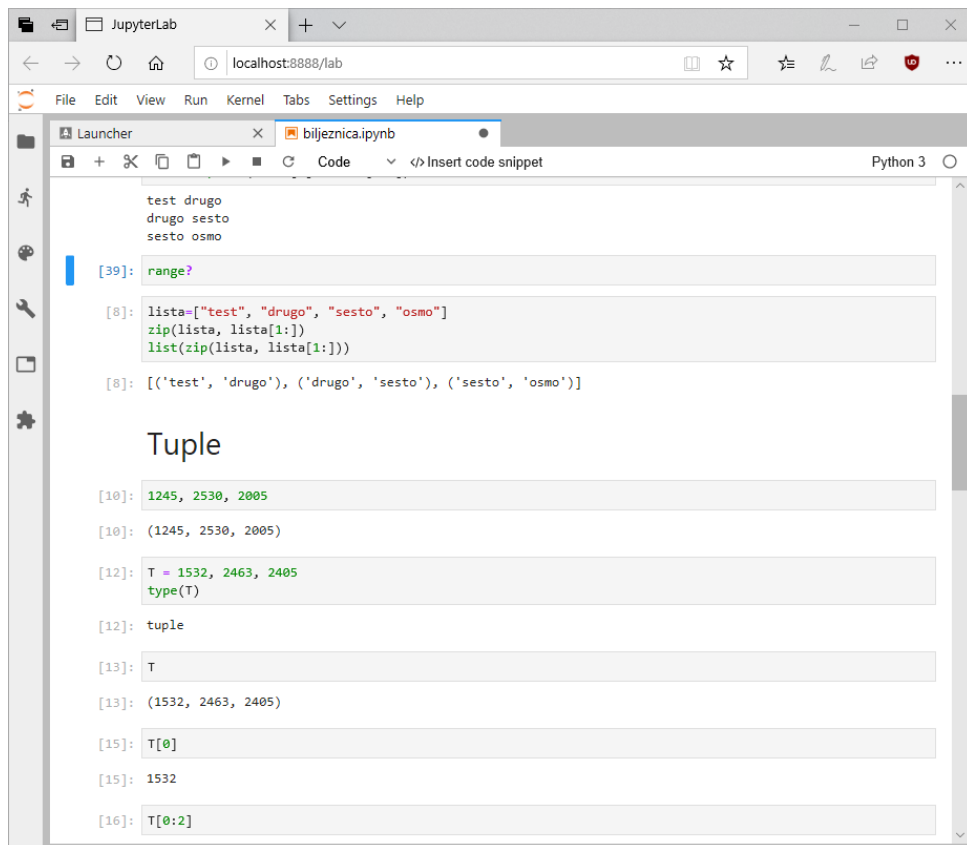 JupyterLab
localhost:8888/lab
File Edit View Run Kernel Tabs Settings Help
Launcher
biljeznica.ipynb
Code
</> Insert code snippet
Python 3
test drugo
drugo sesto
sesto osmo
[39]: range?
[8]: lista=["test", "drugo", "sesto", "osmo"]
zip(lista, lista[1:])
list(zip(lista, lista[1:]))
[8]: [('test', 'drugo'), ('drugo', 'sesto'), ('sesto', 'osmo')]
Tuple
[10]: 1245, 2530, 2005
[10]: (1245, 2530, 2005)
[12]: T = 1532, 2463, 2405
type(T)
[12]: tuple
[13]: T
[13]: (1532, 2463, 2405)
[15]: T[0]
[15]: 1532
[16]: T[0:2]